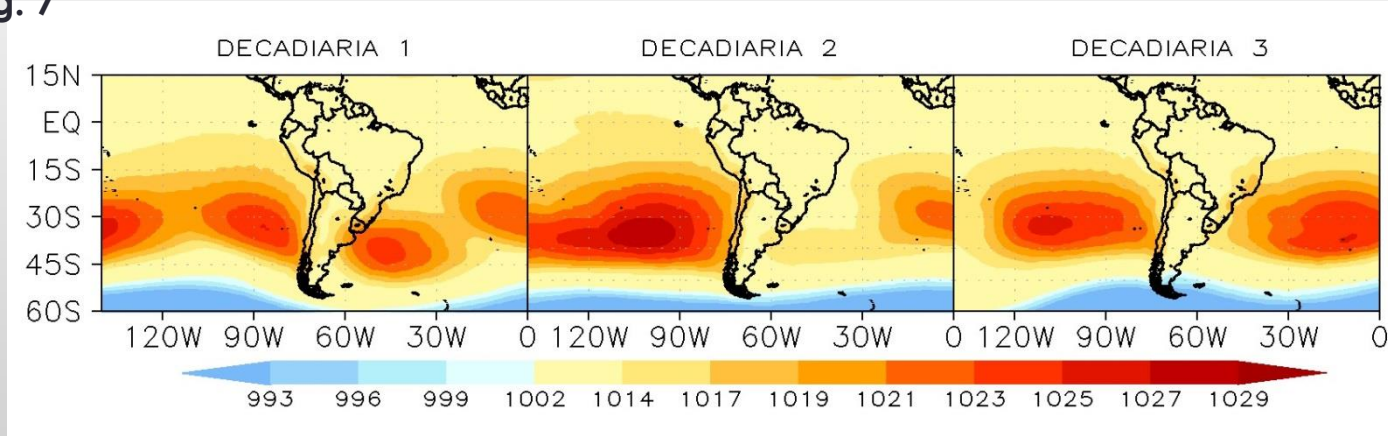 g. 7
DECADIARIA 1 DECADIARIA 2 DECADIARIA 3
15N
EQ
15S
30S
45S
60S
120W 90W 60W 30W 0 120W 90W 60W 30W 0 120W 90W 60W 30W 0
993 996 999 1002 1014 1017 1019 1021 1023 1025 1027 1029